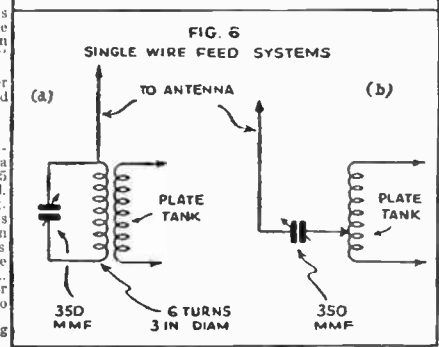 FIG. 6
SINGLE WIRE FEED SYSTEMS
(a)
TO ANTENNA
(b)
PLATE
TANK
PLATE
TANK
350
MMF
6 TURNS
3 IN DIAM
350
MMF